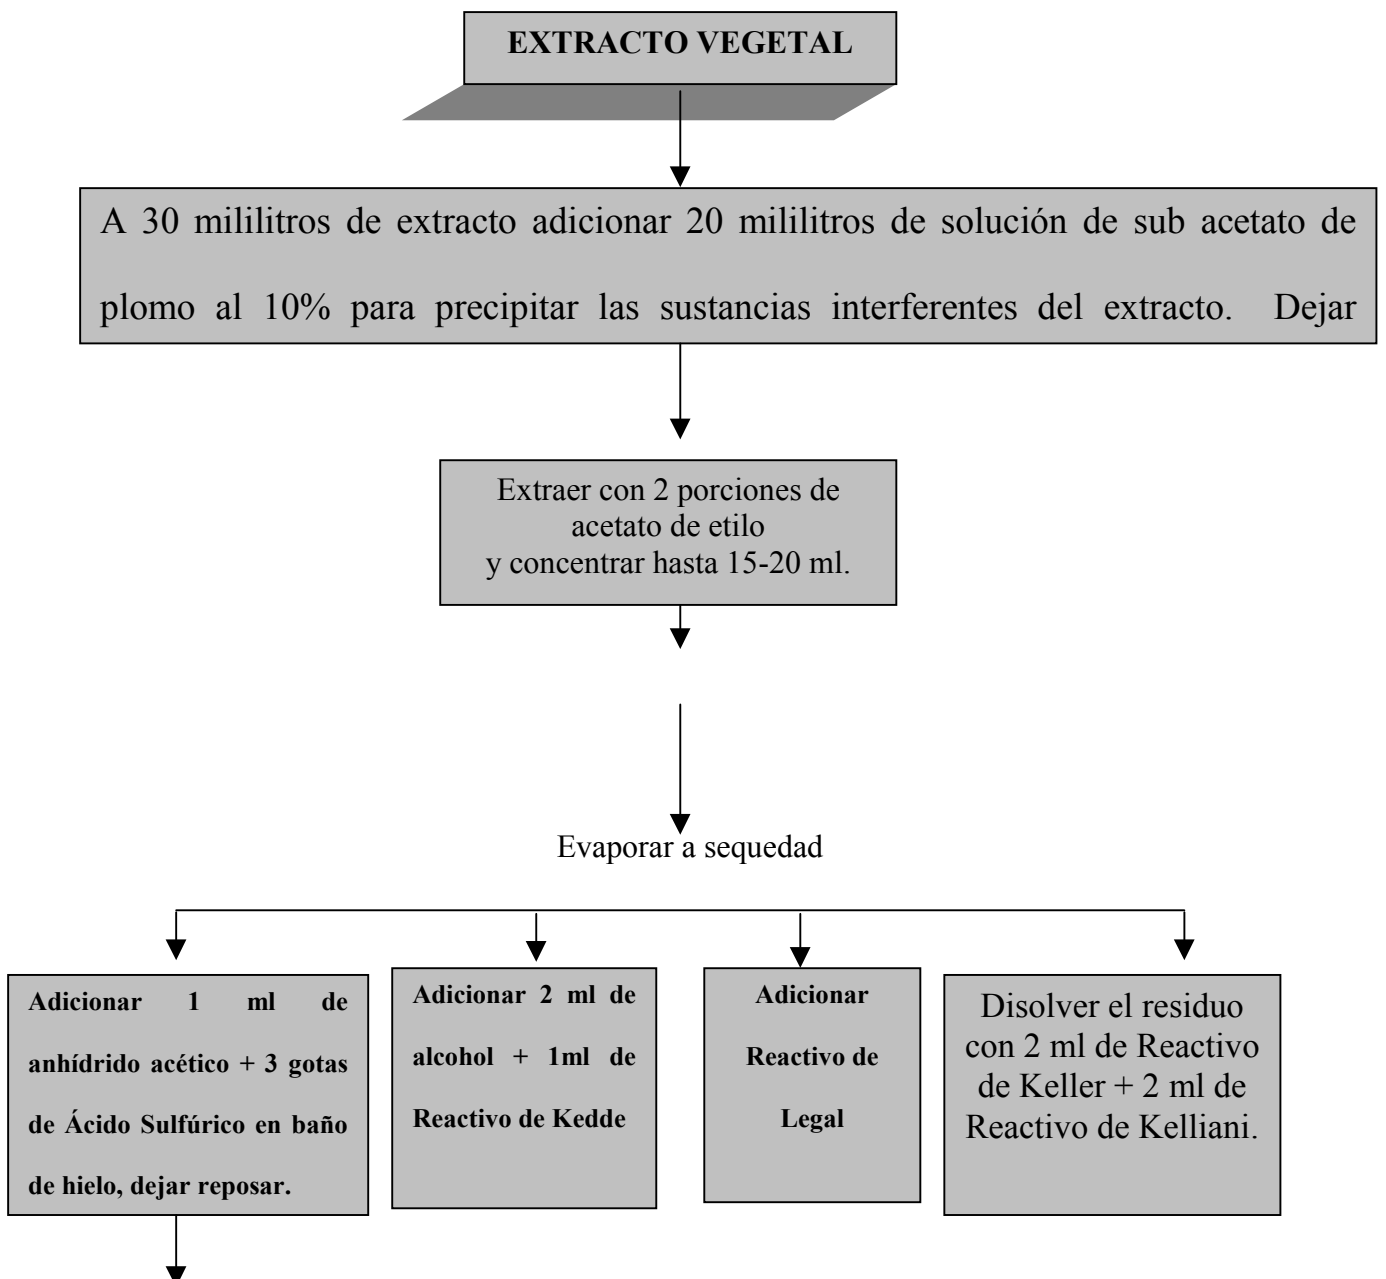 EXTRACTO VEGETAL
A 30 mililitros de extracto adicionar 20 mililitros de solución de sub acetato de
plomo al 10% para precipitar las sustancias interferentes del extracto. Dejar
Extraer con 2 porciones de
acetato de etilo
y concentrar hasta 15-20 ml.
Evaporar a sequedad
Adicionar 1 ml de
anhídrido acético + 3 gotas
de Ácido Sulfúrico en baño
de hielo, dejar reposar.
Adicionar 2 ml de
alcohol + 1ml de
Reactivo de Kedde
Adicionar
Reactivo de
Legal
Disolver el residuo
con 2 ml de Reactivo
de Keller + 2 ml de
Reactivo de Kelliani.